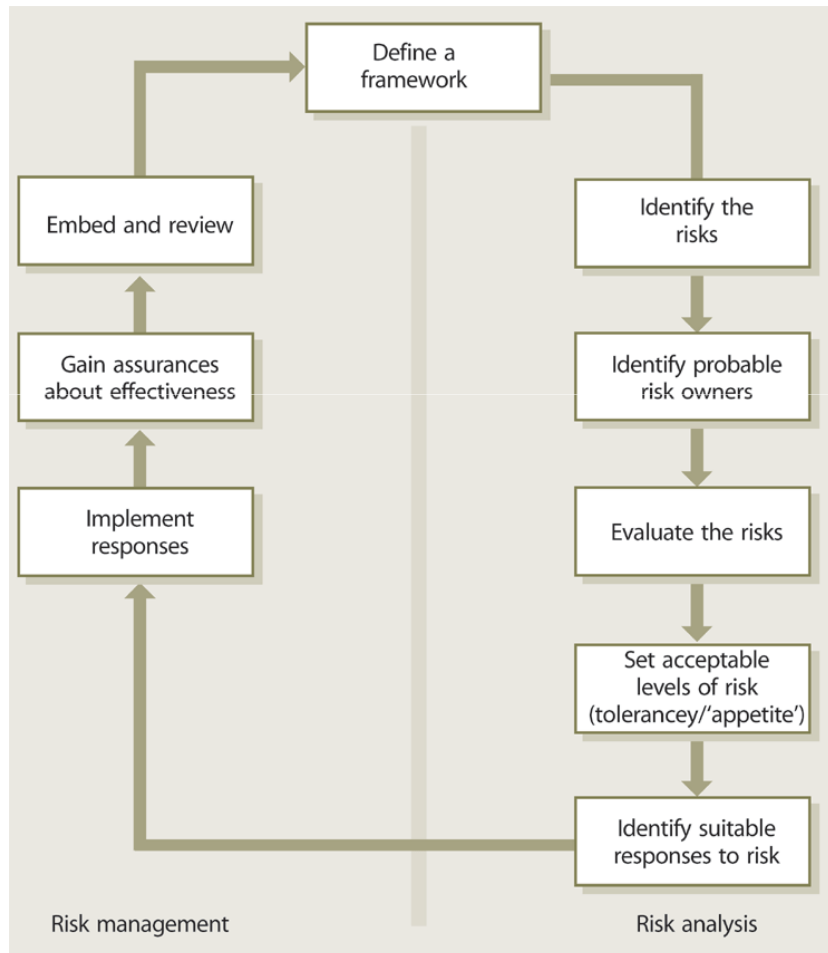 Define a
framework
Identify the
risks
Identify probable
risk owners
Evaluate the risks
Set acceptable
levels of risk
(tolerancey/‘appetite’)
Identify suitable
responses to risk
Implement
responses
Gain assurances
about effectiveness
Embed and review
Risk management
Risk analysis